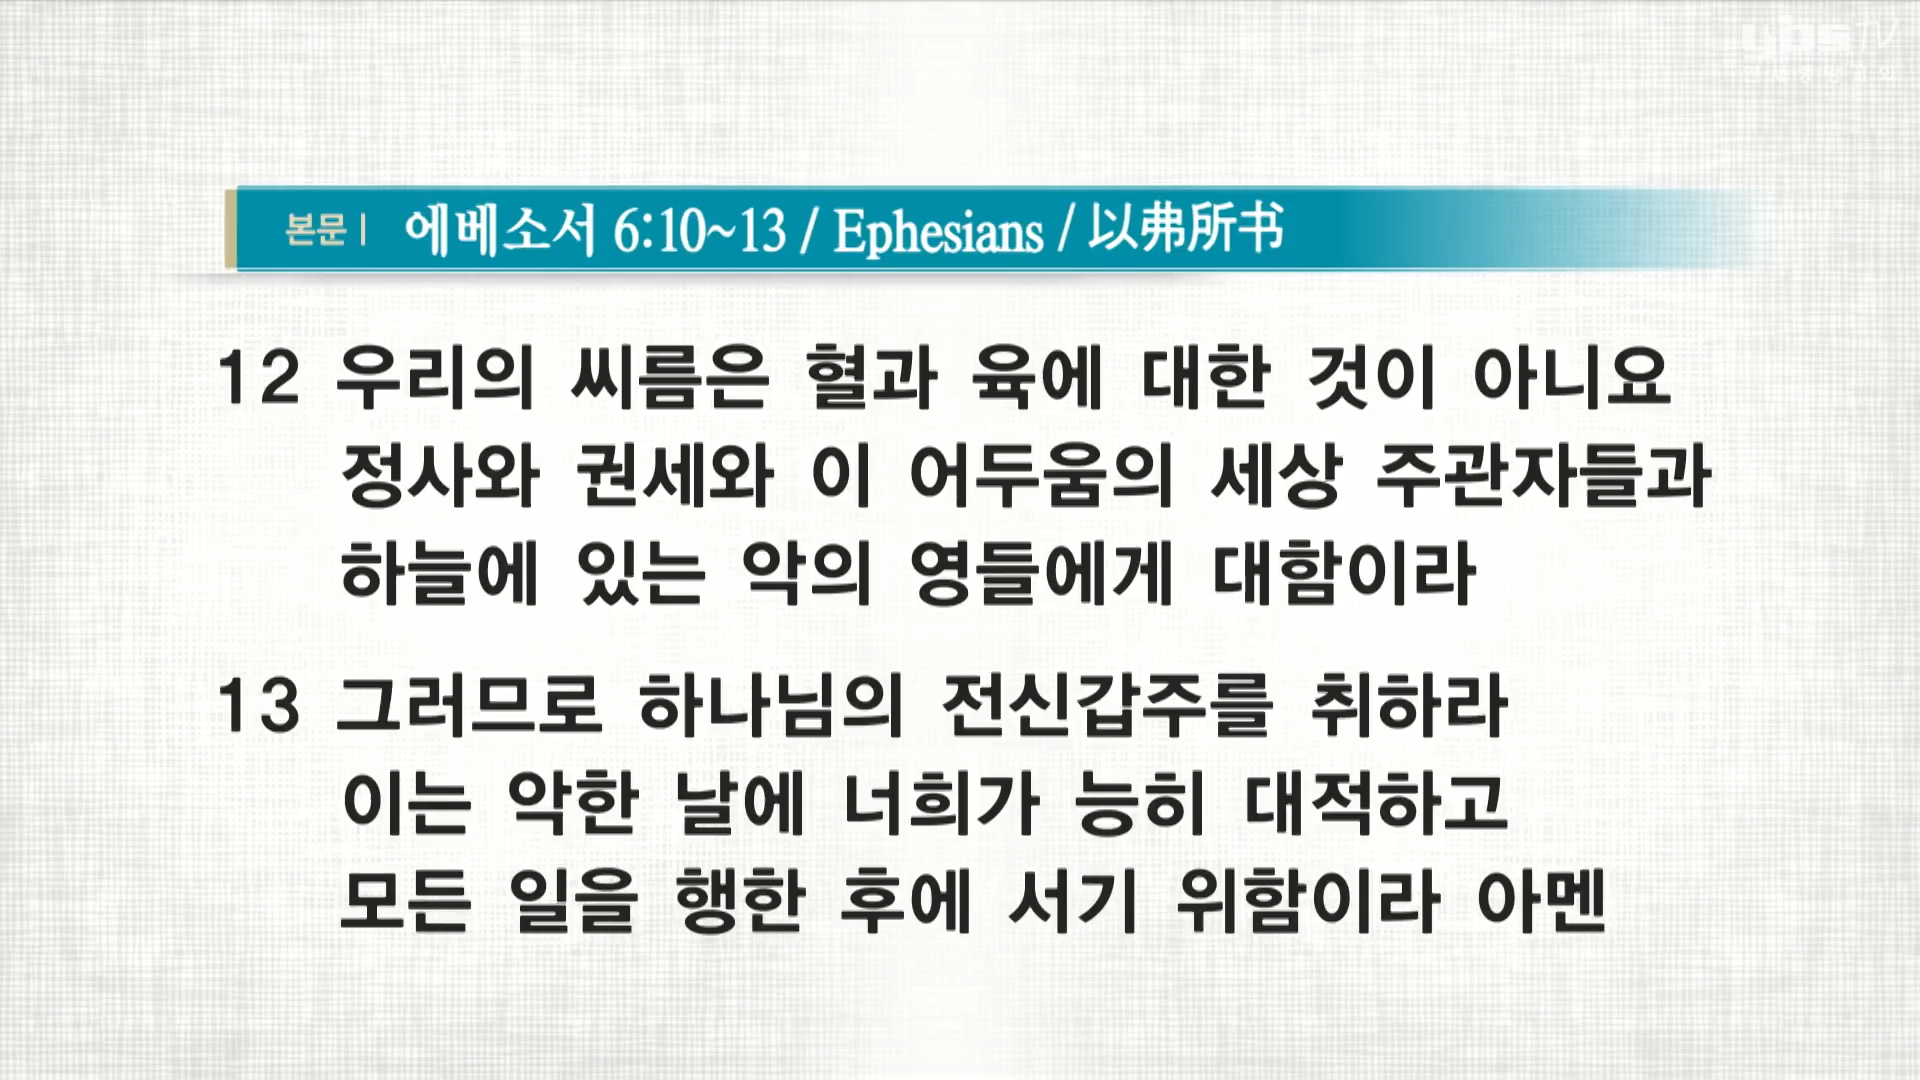 ypsTV
본문 | 에베소서 6:10~13 / Ephesians / 以弗所书
12 우리의 씨름은 혈과 육에 대한 것이 아니요
정사와 권세와 이 어두움의 세상 주관자들과
하늘에 있는 악의 영들에게 대함이라
13 그러므로 하나님의 전신갑주를 취하라
이는 악한 날에 너희가 능히 대적하고
모든 일을 행한 후에 서기 위함이라 아멘